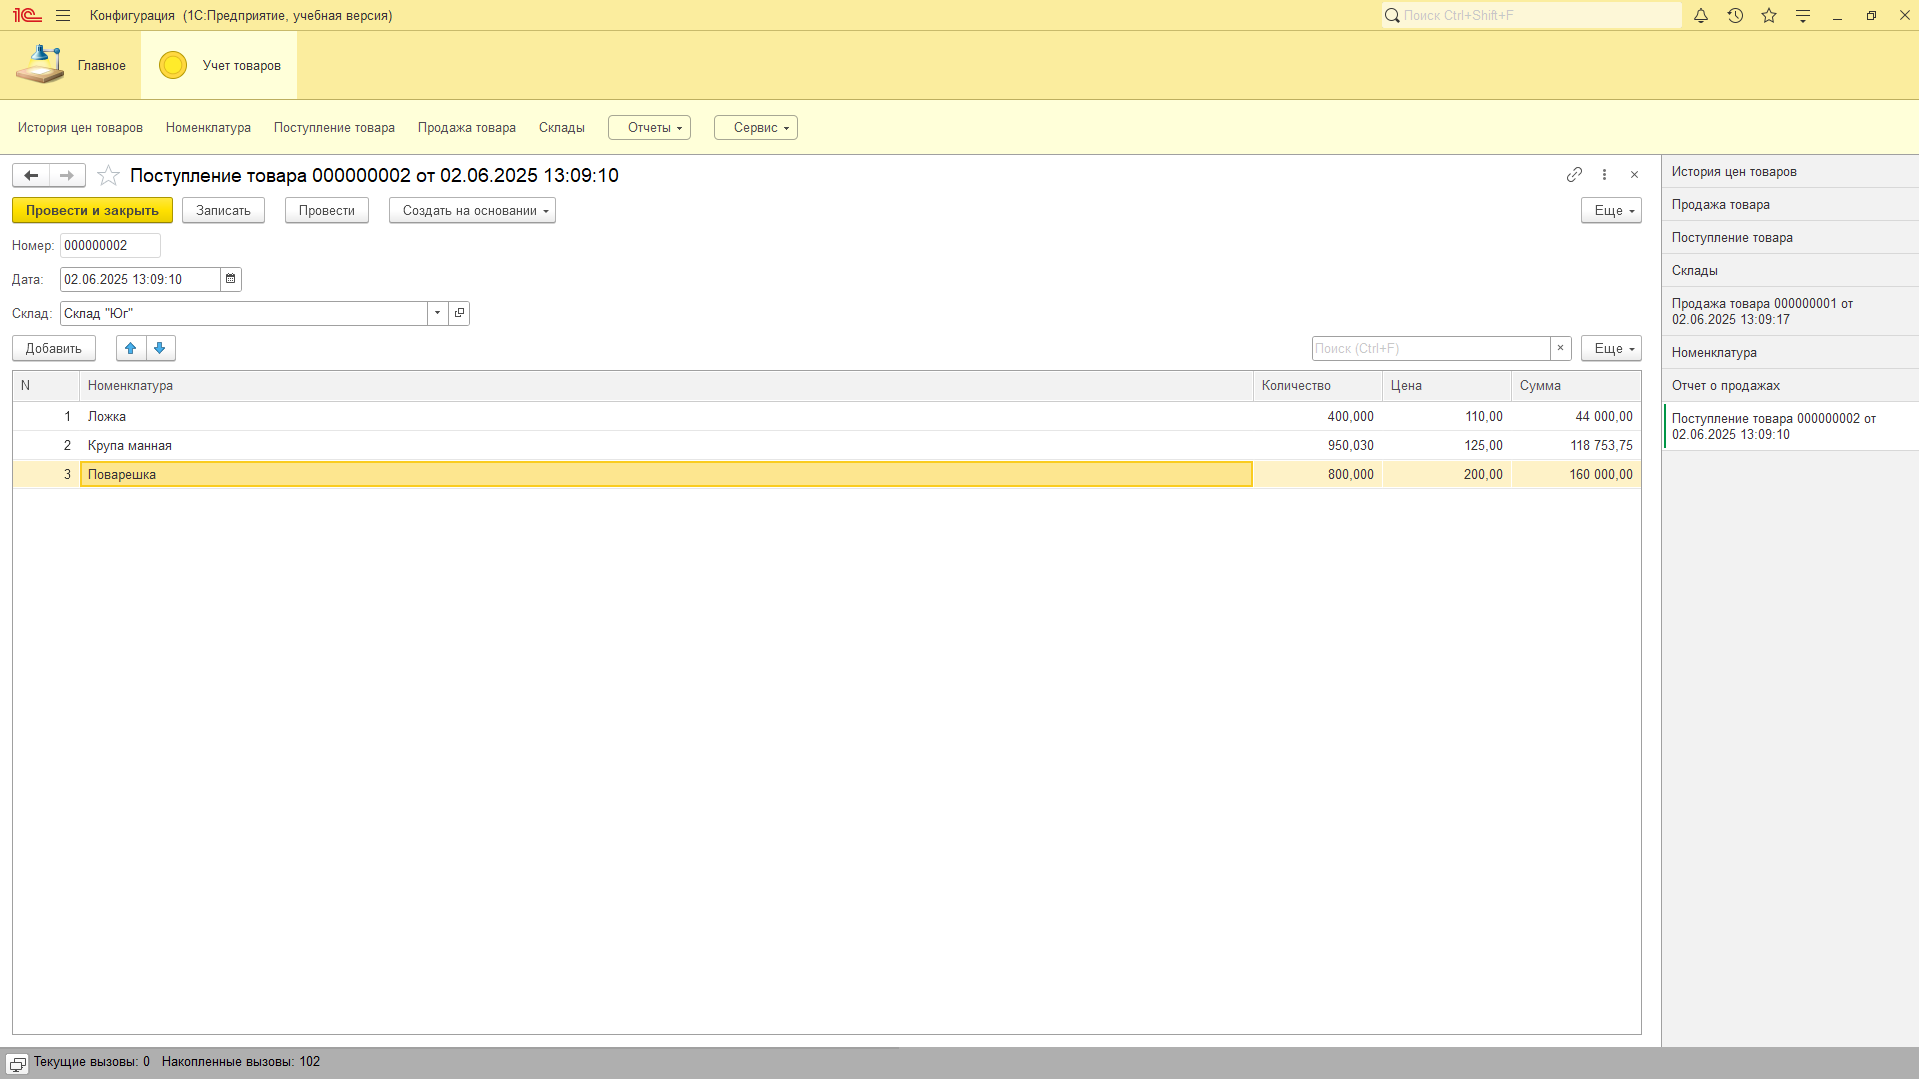 1С Конфигурация (1С:Предприятие, учебная версия) Поиск Ctrl+Shift+F
Главное Учет товаров
История цен товаров Номенклатура Поступление товара Продажа товара Склады Отчеты Сервис
Поступление товара 000000002 от 02.06.2025 13:09:10
Провести и закрыть Записать Провести Создать на основании Еще
Номер: 000000002
Дата: 02.06.2025 13:09:10
Склад: Склад "Юг"
Добавить Поиск (Ctrl+F) × Еще
N Номенклатура Количество Цена Сумма
1 Ложка 400,000 110,00 44 000,00
2 Крупа манная 950,030 125,00 118 753,75
3 Поварешка 800,000 200,00 160 000,00
История цен товаров
Продажа товара
Поступление товара
Склады
Продажа товара 000000001 от
02.06.2025 13:09:17
Номенклатура
Отчет о продажах
Поступление товара 000000002 от
02.06.2025 13:09:10
Текущие вызовы: 0 Накопленные вызовы: 102